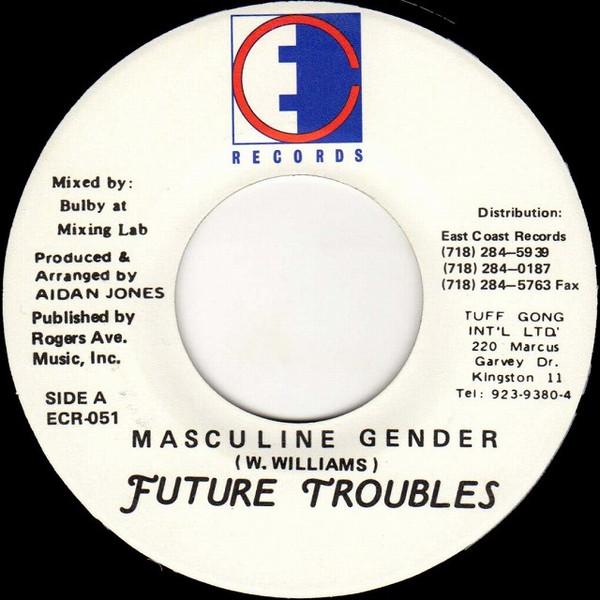 RECORDS
Mixed by:
Bulby at
Mixing Lab
Produced &
Arranged by
AIDAN JONES
Published by
Rogers Ave.
Music, Inc.
SIDE A
ECR-051
Distribution:
East Coast Records
(718) 284-5939
(718) 284-0187
(718) 284-5763 Fax
TUFF GONG
INT'L LTD'
220 Marcus
Garvey Dr.
Kingston 11
Tel: 923-9380-4
MASCULINE GENDER
(W. WILLIAMS)
FUTURE TROUBLES